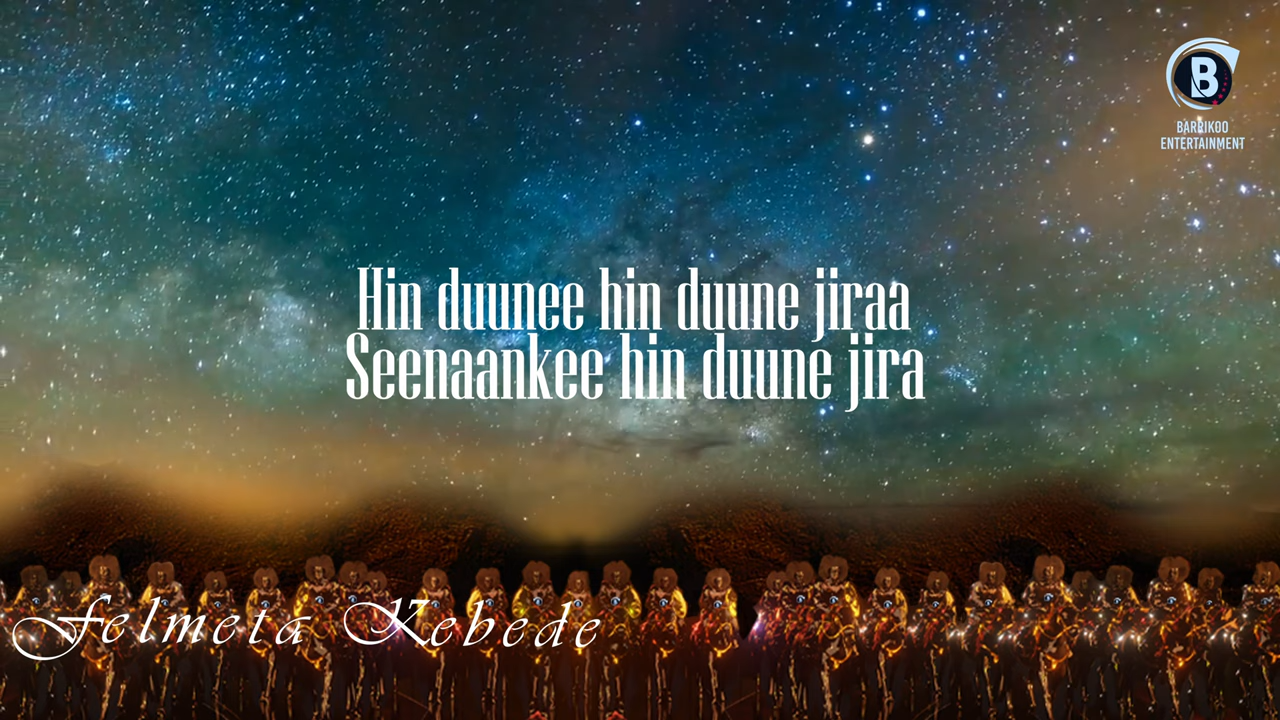 BARRIKOO
ENTERTAINMENT
Hin duunee hin duune jiraa
Seenaankee hin duune jira
Felmeta Kebede